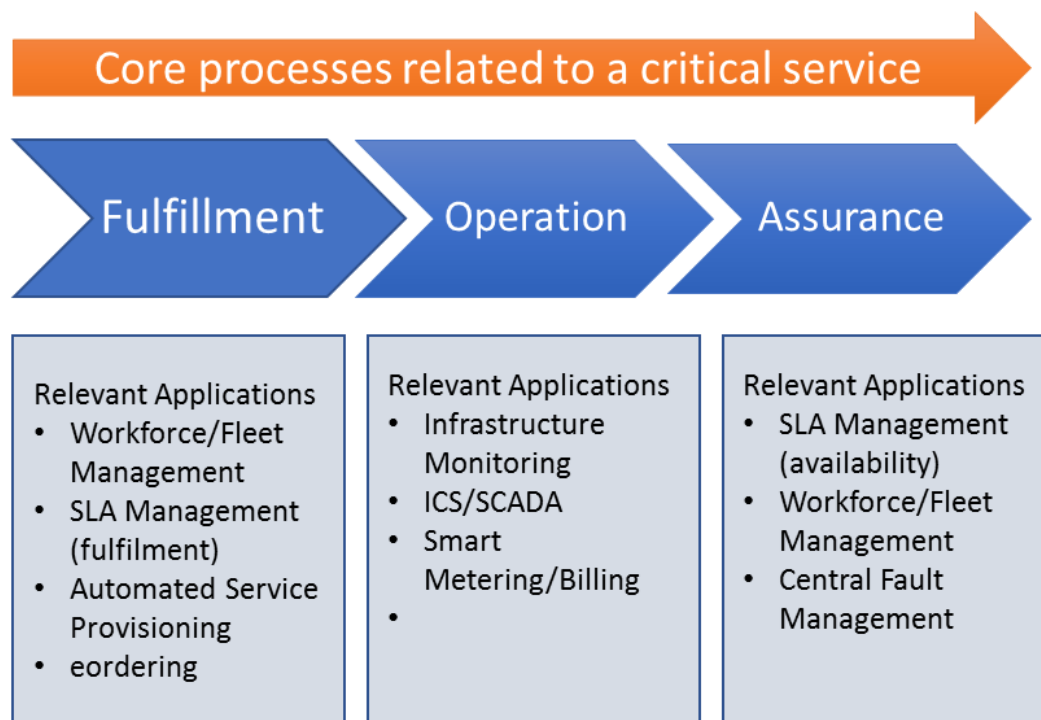 Core processes related to a critical service
Fulfillment
Operation
Assurance
Relevant Applications
• Workforce/Fleet
Management
• SLA Management
(fulfilment)
• Automated Service
Provisioning
• eordering
Relevant Applications
• Infrastructure
Monitoring
• ICS/SCADA
• Smart
Metering/Billing
•
Relevant Applications
• SLA Management
(availability)
• Workforce/Fleet
Management
• Central Fault
Management